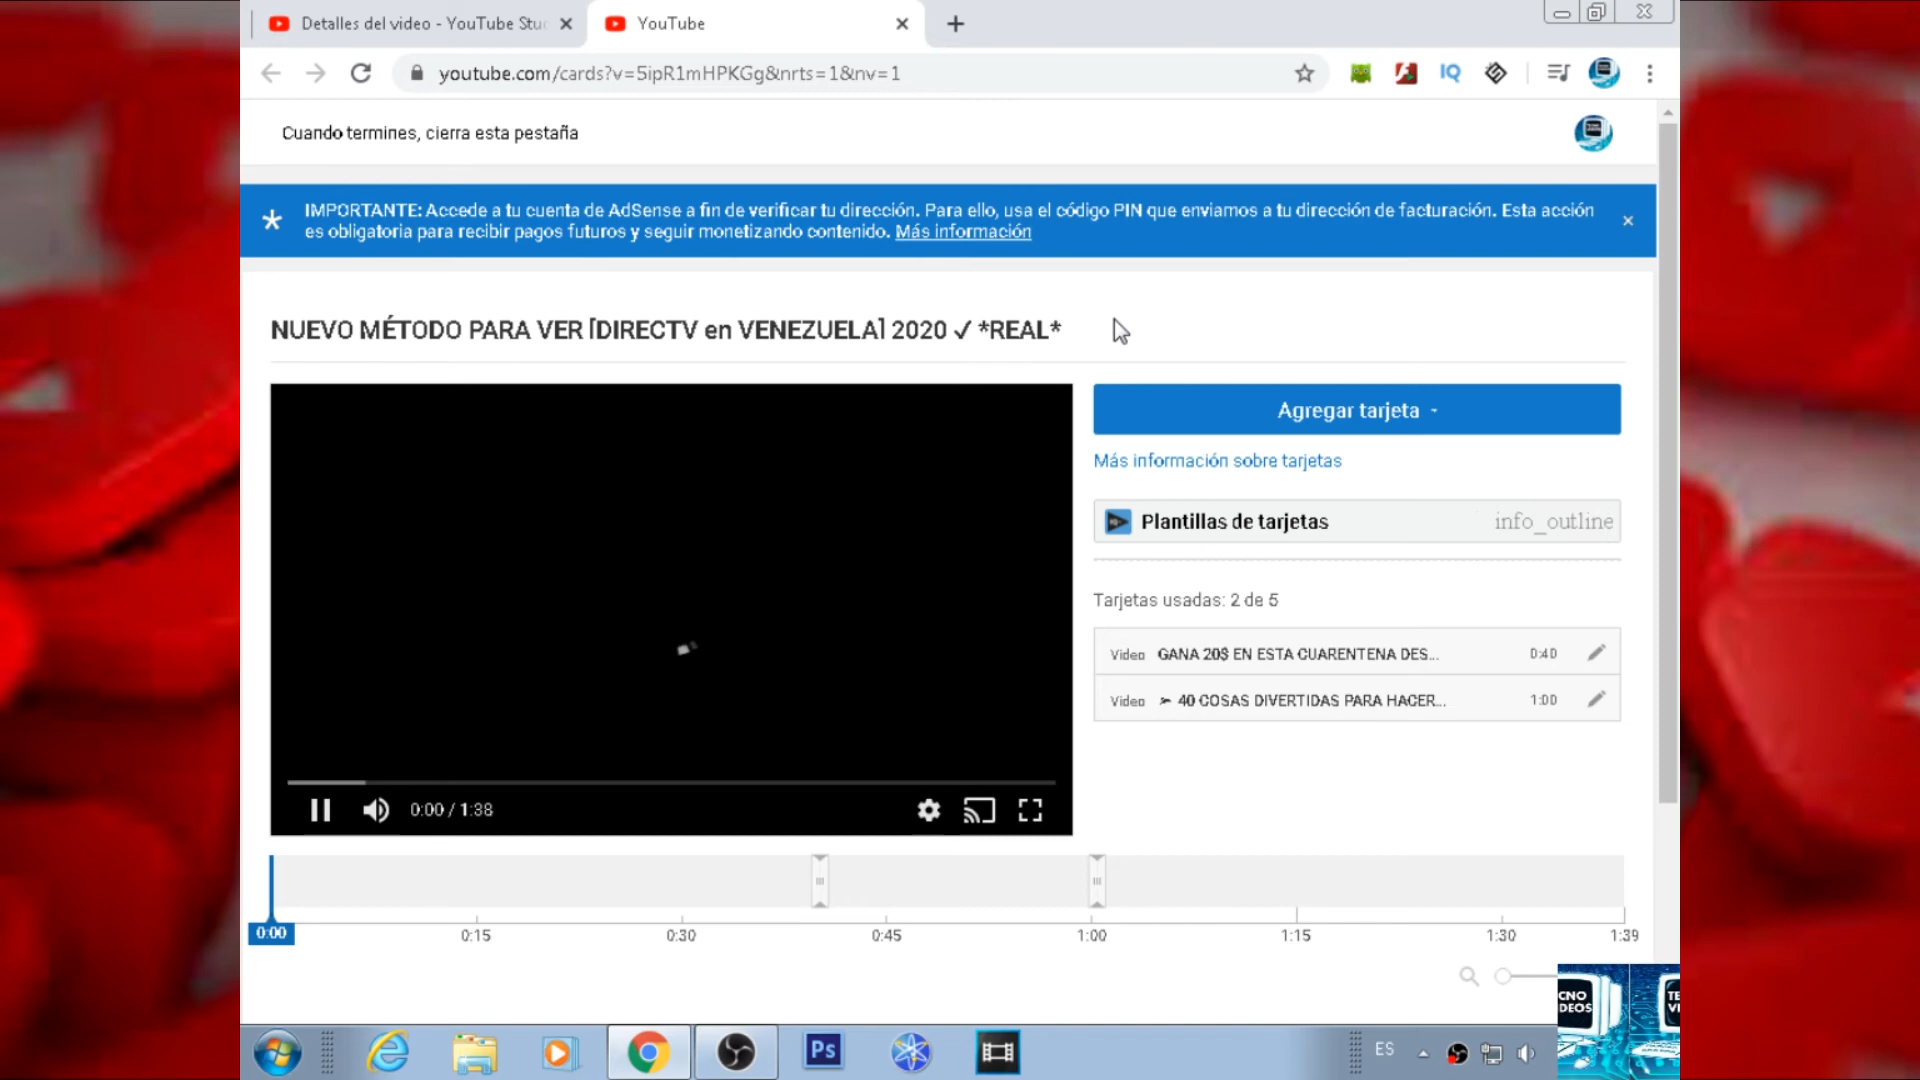 Detalles del video - YouTube Stu
YouTube
youtube.com/cards?v=5ipR1mHPKGg&nrts=1&nv=1
IQ
Cuando termines, cierra esta pestaña
IMPORTANTE: Accede a tu cuenta de AdSense a fin de verificar tu dirección. Para ello, usa el código PIN que enviamos a tu dirección de facturación. Esta acción
es obligatoria para recibir pagos futuros y seguir monetizando contenido. Más información
NUEVO MÉTODO PARA VER [DIRECTV en VENEZUELA] 2020 ✓ *REAL*
Agregar tarjeta
Más información sobre tarjetas
Plantillas de tarjetas info_outline
Tarjetas usadas: 2 de 5
Video GANA 20$ EN ESTA CUARENTENA DES... 0:40
Video ➣ 40 COSAS DIVERTIDAS PARA HACER... 1:00
0:00 / 1:38
0:00 0:15 0:30 0:45 1:00 1:15 1:30 1:39
Ps
ES